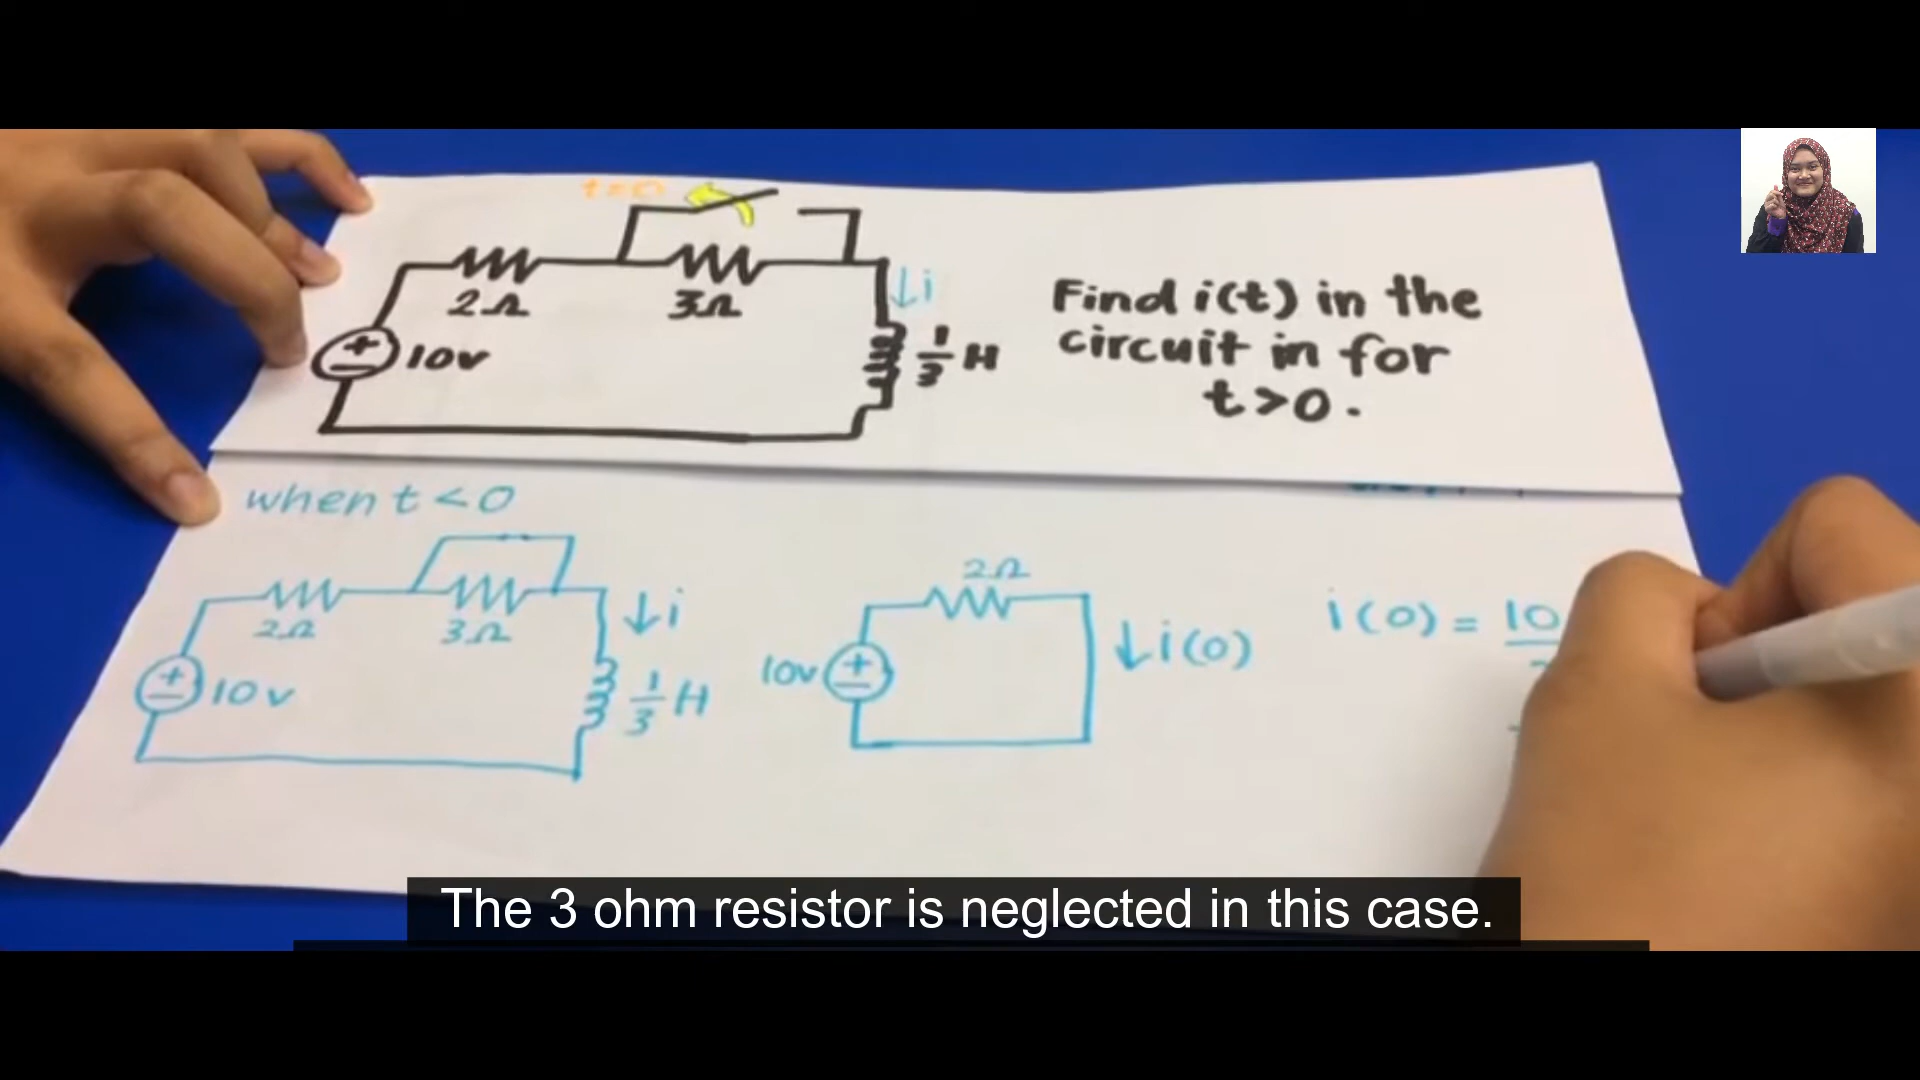 t=0
2Ω
3Ω
↓i
10v
1/3 H
Find i(t) in the
circuit in for
t>0.
when t<0
2Ω
3Ω
↓i
10v
1/3 H
2Ω
10v
↓i(0)
i(0) = 10
The 3 ohm resistor is neglected in this case.